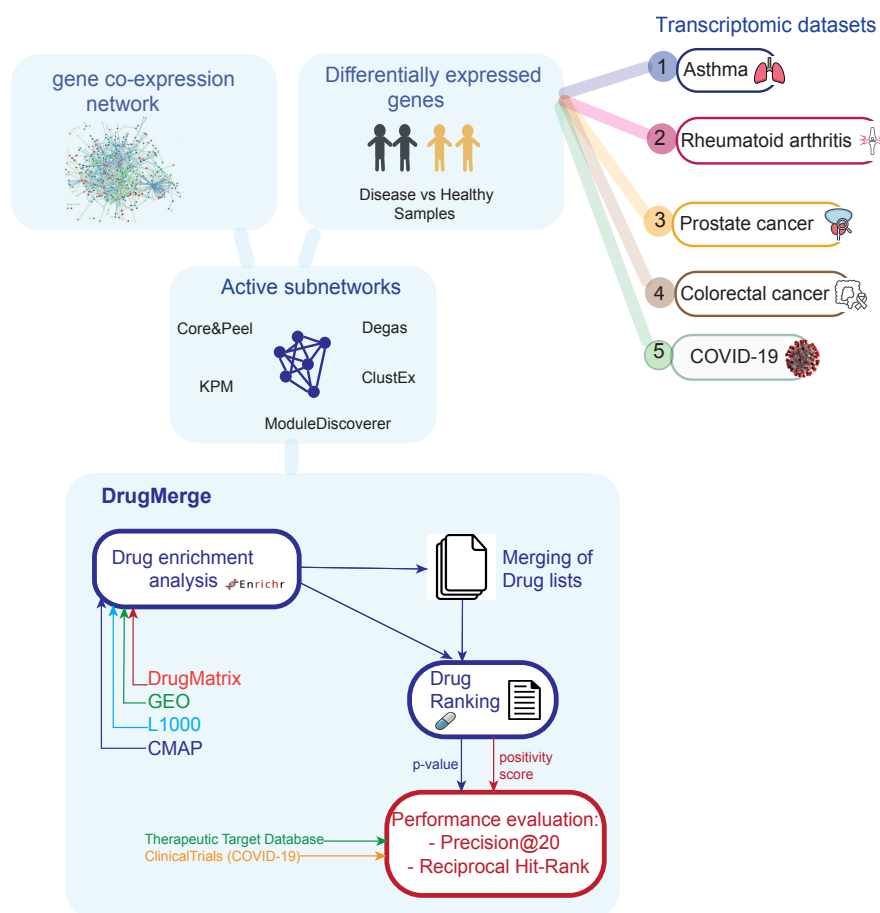 Transcriptomic datasets
gene co-expression
network
Differentially expressed
genes
Disease vs Healthy
Samples
1
Asthma
2
Rheumatoid arthritis
3
Prostate cancer
4
Colorectal cancer
5
COVID-19
Active subnetworks
Core&Peel
Degas
KPM
ClustEx
ModuleDiscoverer
DrugMerge
Drug enrichment
analysis
Enrichr
Merging of
Drug lists
DrugMatrix
GEO
L1000
CMAP
Drug
Ranking
p-value
positivity
score
Therapeutic Target Database
ClinicalTrials (COVID-19)
Performance evaluation:
- Precision@20
- Reciprocal Hit-Rank